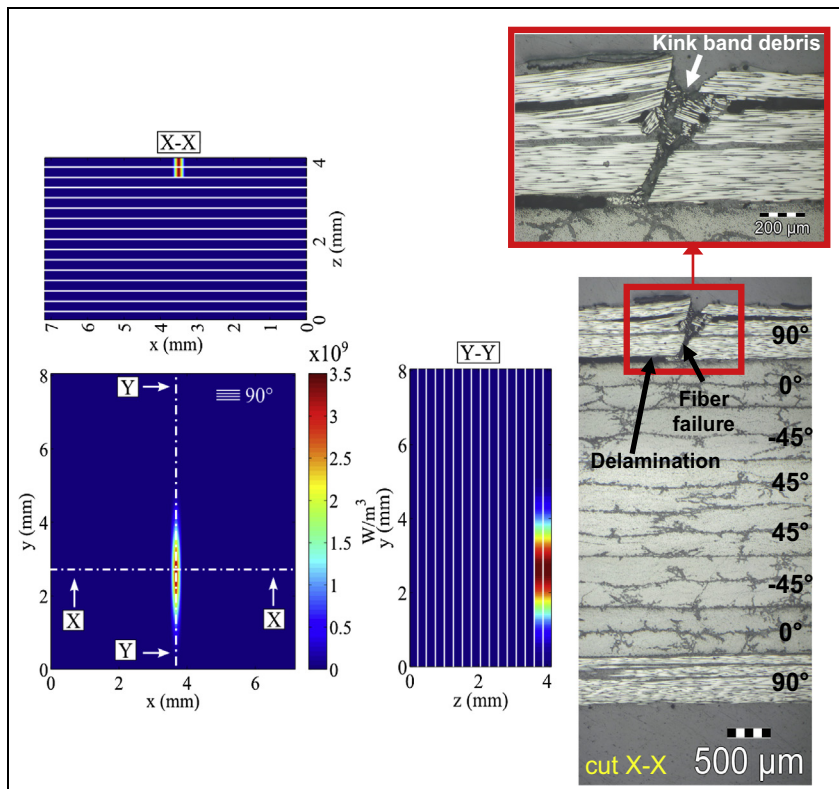 Kink band debris
200 µm
X-X
4
2
0
z (mm)
7 6 5 4 3 2 1 0
x (mm)
x10⁹
8
6
4
2
0
y (mm)
Y
90°
X
X
Y
0 2 4 6
x (mm)
3.5
3
2.5
2
1.5
1
0.5
0
W/m³
Y-Y
8
6
4
2
0
y (mm)
0 1 2 3 4
z (mm)
90°
0°
Fiber
failure
-45°
Delamination
45°
45°
-45°
0°
90°
cut X-X
500 µm